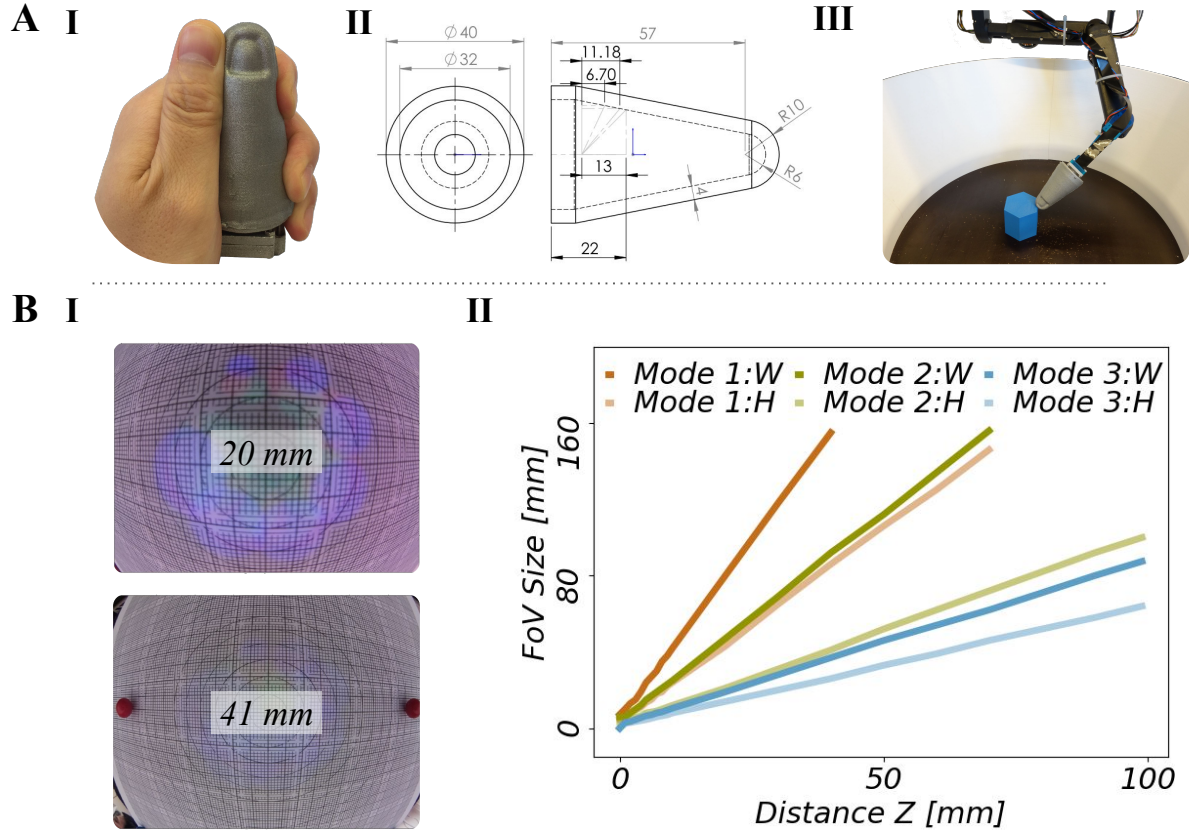 A I II III
Ø40
Ø32
57
11.18
6.70
R10
R6
13
4
22
B I II
20 mm
41 mm
Mode 1:W Mode 2:W Mode 3:W
Mode 1:H Mode 2:H Mode 3:H
FoV Size [mm]
160
80
0
0 50 100
Distance Z [mm]